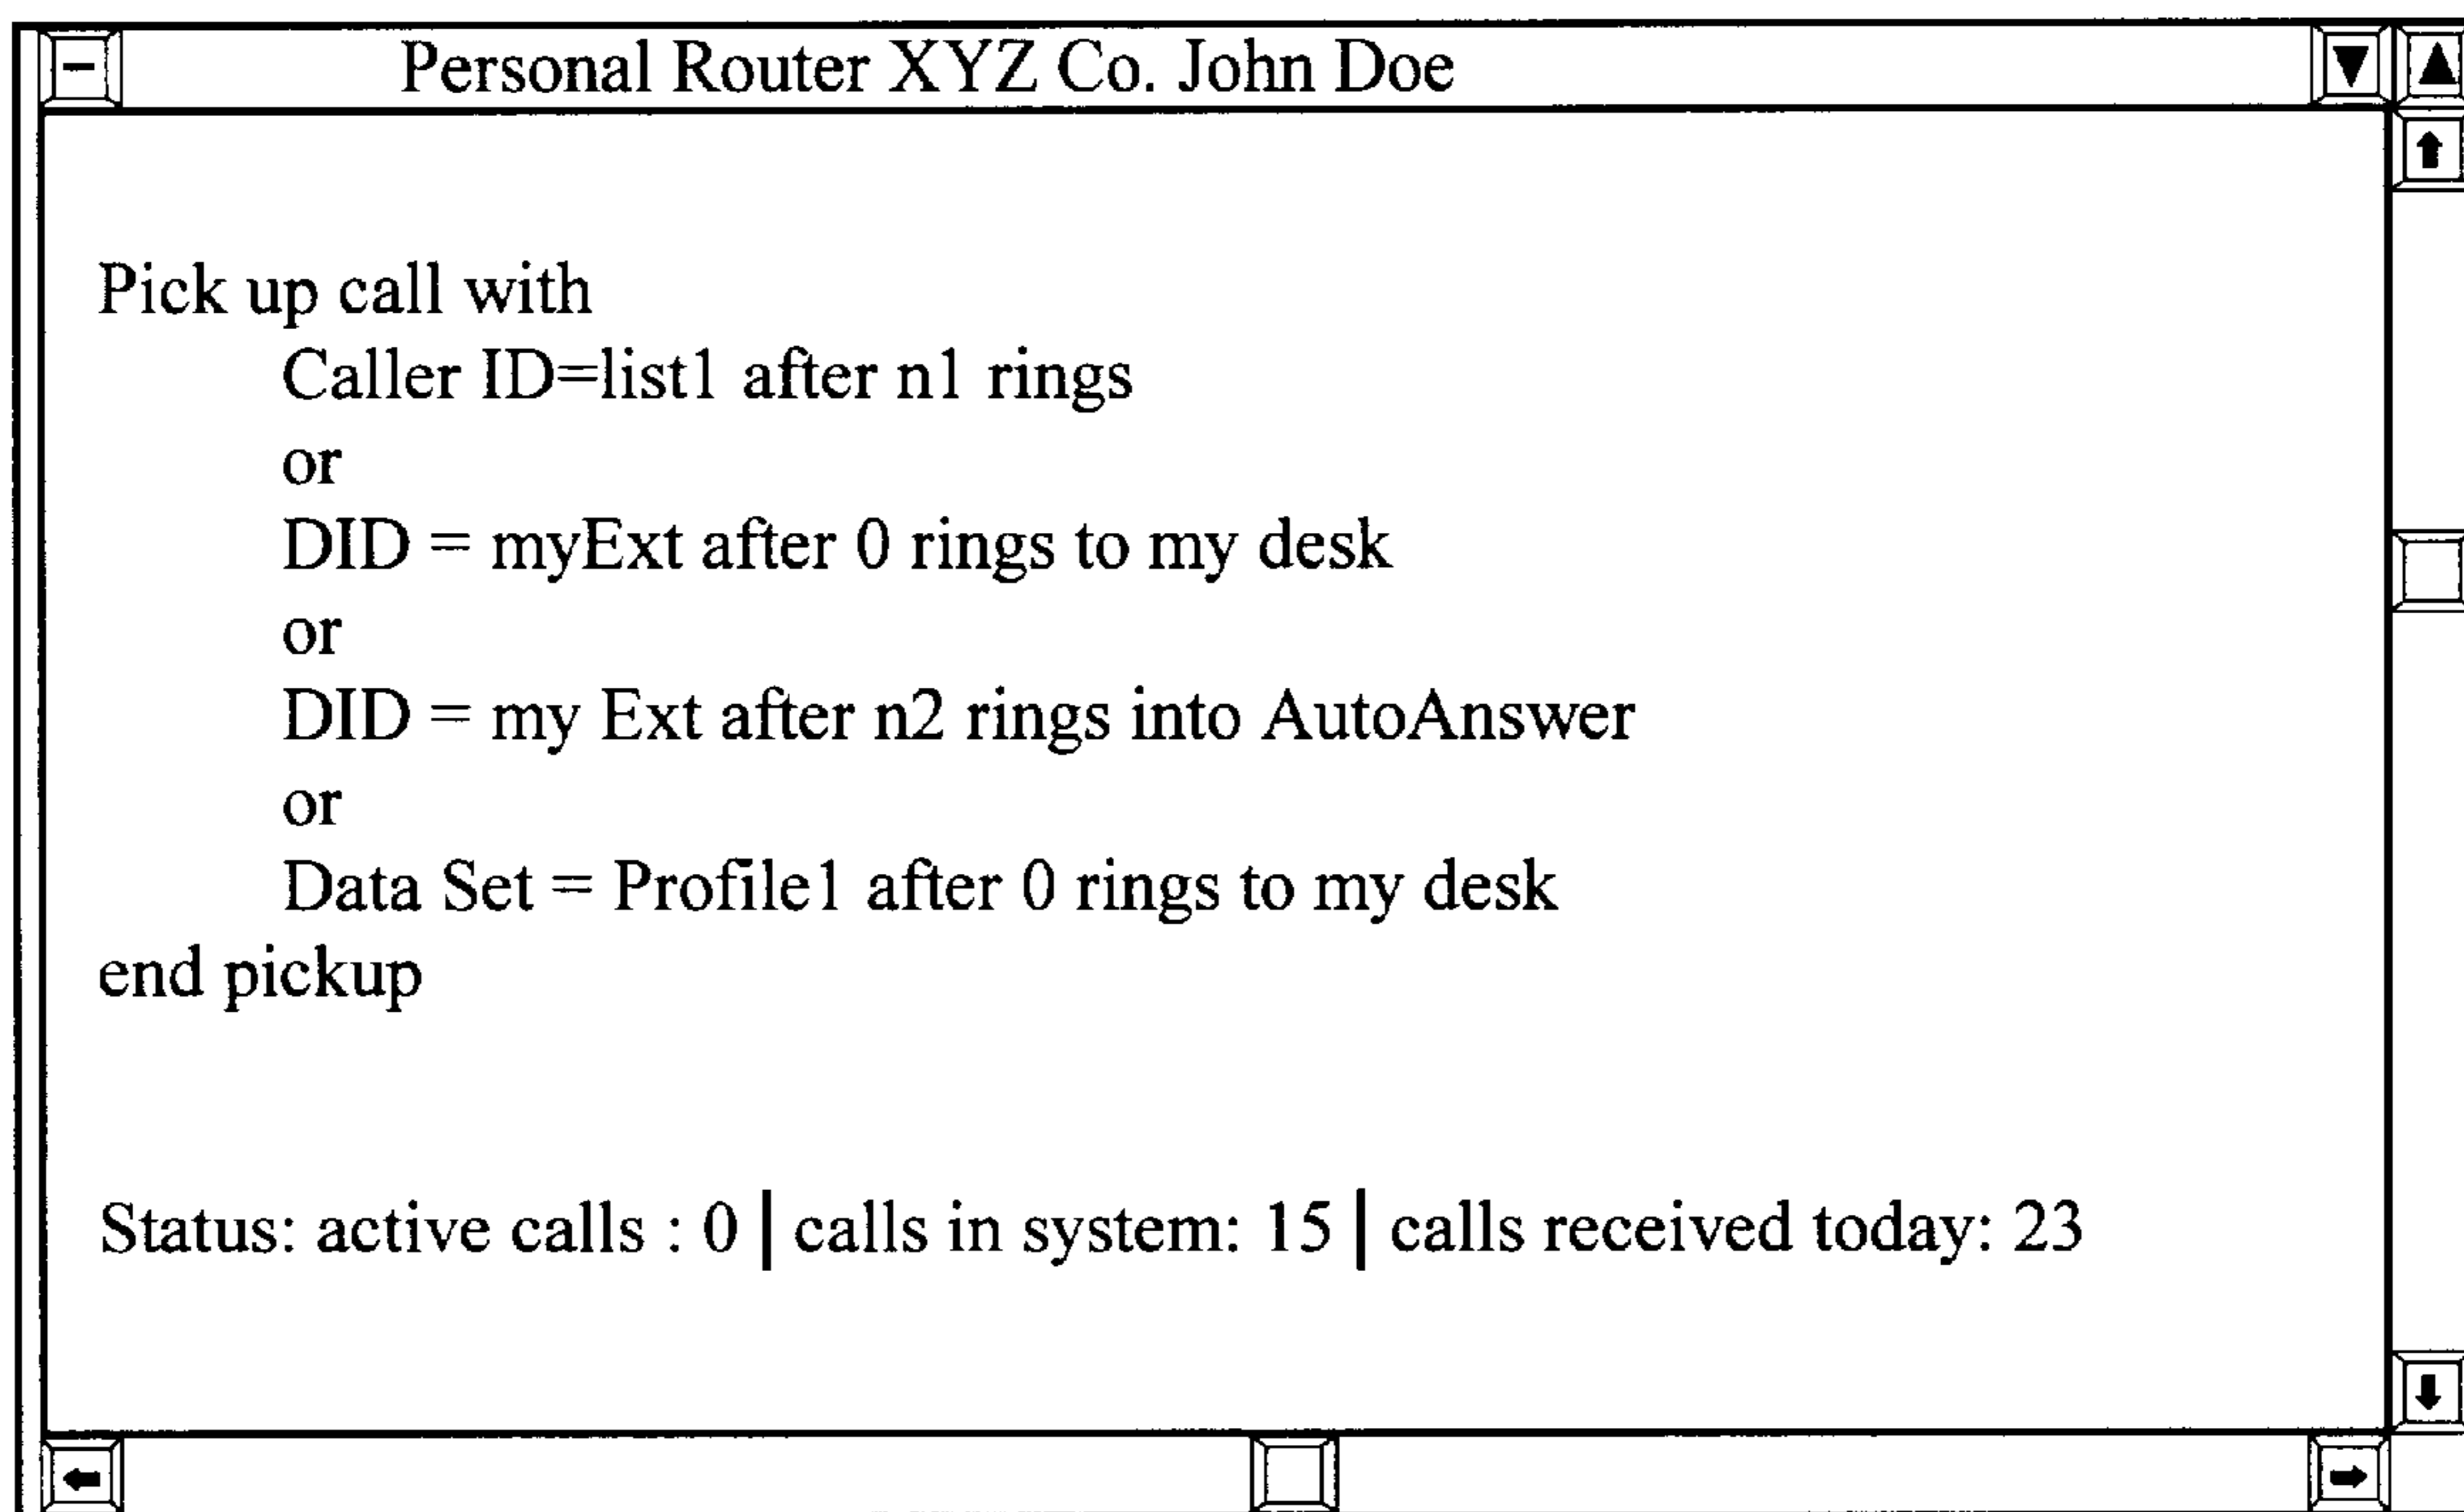 Personal Router XYZ Co. John Doe
Pick up call with
Caller ID=list1 after n1 rings
or
DID = myExt after 0 rings to my desk
or
DID = my Ext after n2 rings into AutoAnswer
or
Data Set = Profile1 after 0 rings to my desk
end pickup
Status: active calls : 0 | calls in system: 15 | calls received today: 23